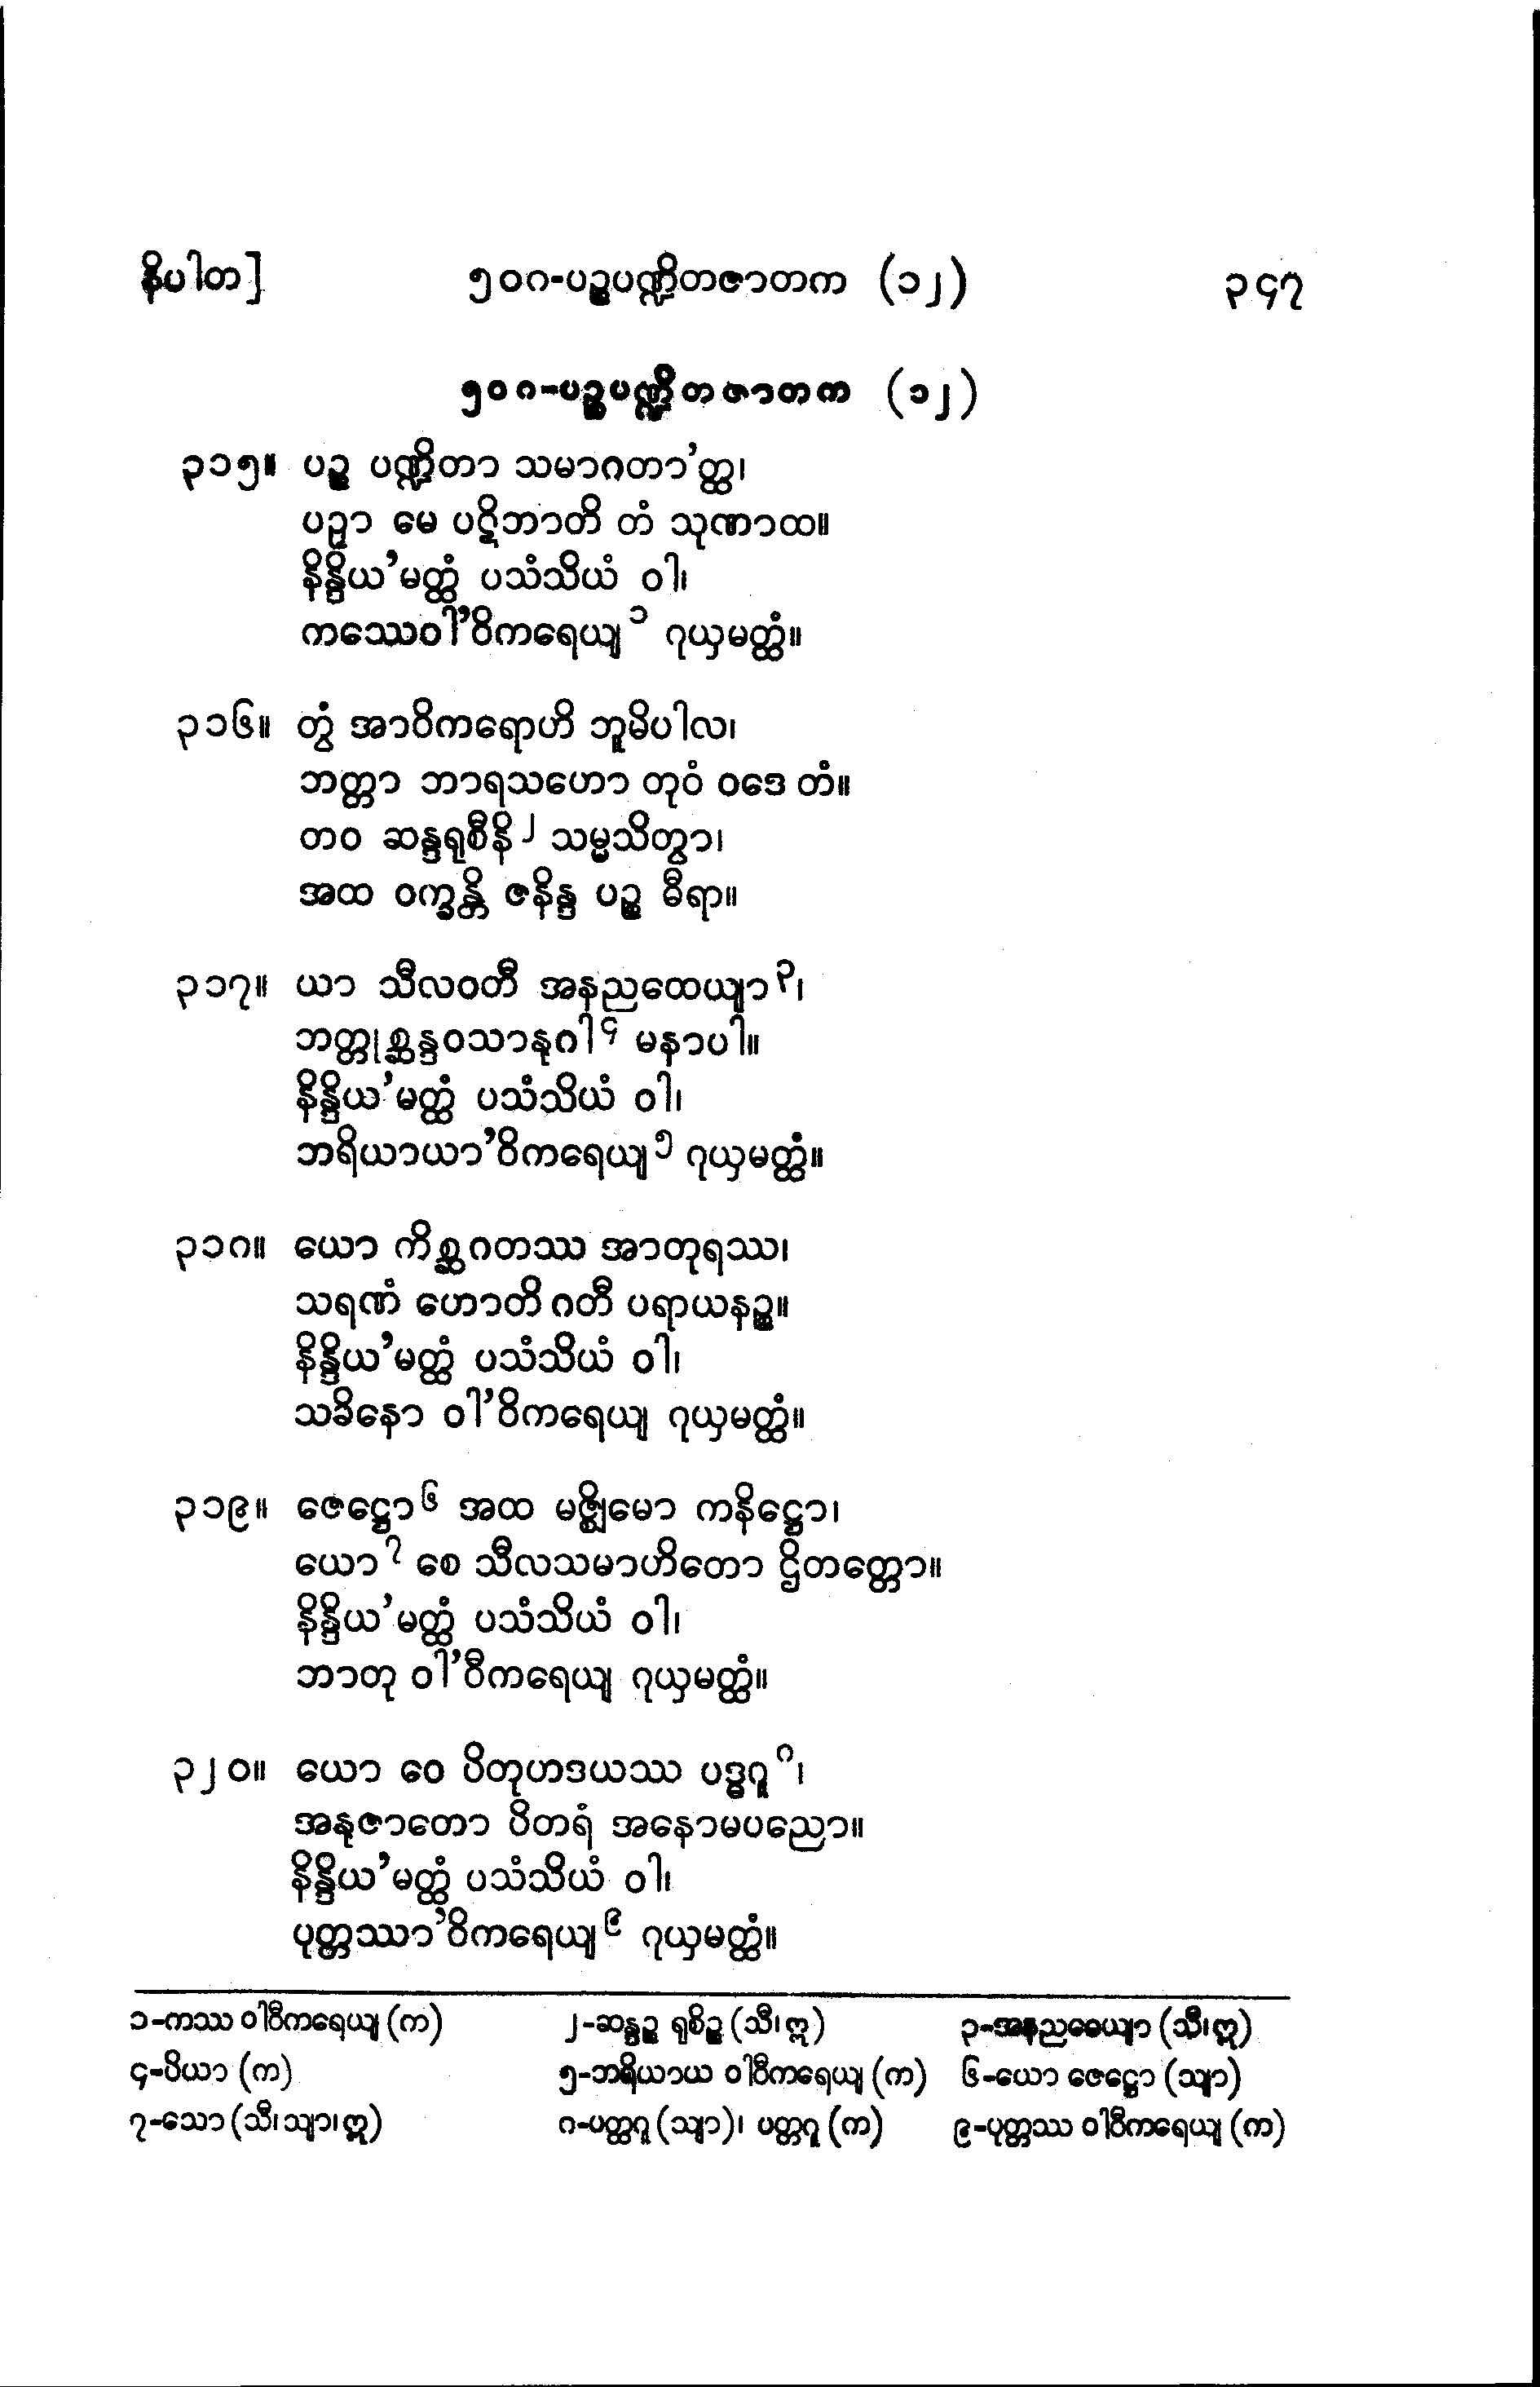 နိပါတ] ၅၀၈-ပဉ္စပဏ္ဍိတဇာတက (၁၂) ၃၄၇
၅၀၈-ပဉ္စပဏ္ဍိတဇာတက (၁၂)
၃၁၅။ ပဉ္စ ပဏ္ဍိတာ သမာဂတာ’တ္ထ၊
ပဉှာ မေ ပဋိဘာတိ တံ သုဏာထ။
နိန္ဒိယ’မတ္ထံ ပသံသိယံ ဝါ၊
ကဿေဝါ’ဝိကရေယျ ၁ ဂုယှမတ္ထံ။
၃၁၆။ တွံ အာဝိကရောဟိ ဘူမိပါလ၊
ဘတ္တာ ဘာရသဟော တုဝံ ဝဒေ တံ။
တဝ ဆန္ဒရုစီနိ ၂ သမ္မသိတွာ၊
အထ ဝက္ခန္တိ ဇနိန္ဒ ပဉ္စ ဓီရာ။
၃၁၇။ ယာ သီလဝတီ အနညထေယျာ ၃၊
ဘတ္တုစ္ဆန္ဒဝသာနုဂါ ၄ မနာပါ။
နိန္ဒိယ’မတ္ထံ ပသံသိယံ ဝါ၊
ဘရိယာယာ’ဝိကရေယျ ၅ ဂုယှမတ္ထံ။
၃၁၈။ ယော ကိစ္ဆဂတဿ အာတုရဿ၊
သရဏံ ဟောတိ ဂတီ ပရာယနဉ္စ။
နိန္ဒိယ’မတ္ထံ ပသံသိယံ ဝါ၊
သခိနော ဝါ’ဝိကရေယျ ဂုယှမတ္ထံ။
၃၁၉။ ဇေဋ္ဌော ၆ အထ မဇ္ဈိမော ကနိဋ္ဌော၊
ယော ၇ စေ သီလသမာဟိတော ဌိတတ္တော။
နိန္ဒိယ’မတ္ထံ ပသံသိယံ ဝါ၊
ဘာတု ဝါ’ဝီကရေယျ ဂုယှမတ္ထံ။
၃၂၀။ ယော ဝေ ပိတုဟဒယဿ ပဒ္ဓဂူ ၈၊
အနုဇာတော ပိတရံ အနောမပညော။
နိန္ဒိယ’မတ္ထံ ပသံသိယံ ဝါ၊
ပုတ္တဿာ’ဝိကရေယျ ၉ ဂုယှမတ္ထံ။
၁-ကဿ ဝါဝီကရေယျ (က) ၂-ဆန္ဒဉ္စ ရုစိဉ္စ (သီ၊ဣ) ၃-အနညဓေယျာ (သီ၊ဣ)
၄-ပိယာ (က) ၅-ဘရိယာယ ဝါဝီကရေယျ (က) ၆-ယော ဇေဋ္ဌော (သျာ)
၇-သော (သီ၊သျာ၊ဣ) ၈-ပတ္ထဂူ (သျာ)၊ ပတ္တဂူ (က) ၉-ပုတ္တဿ ဝါဝီကရေယျ (က)